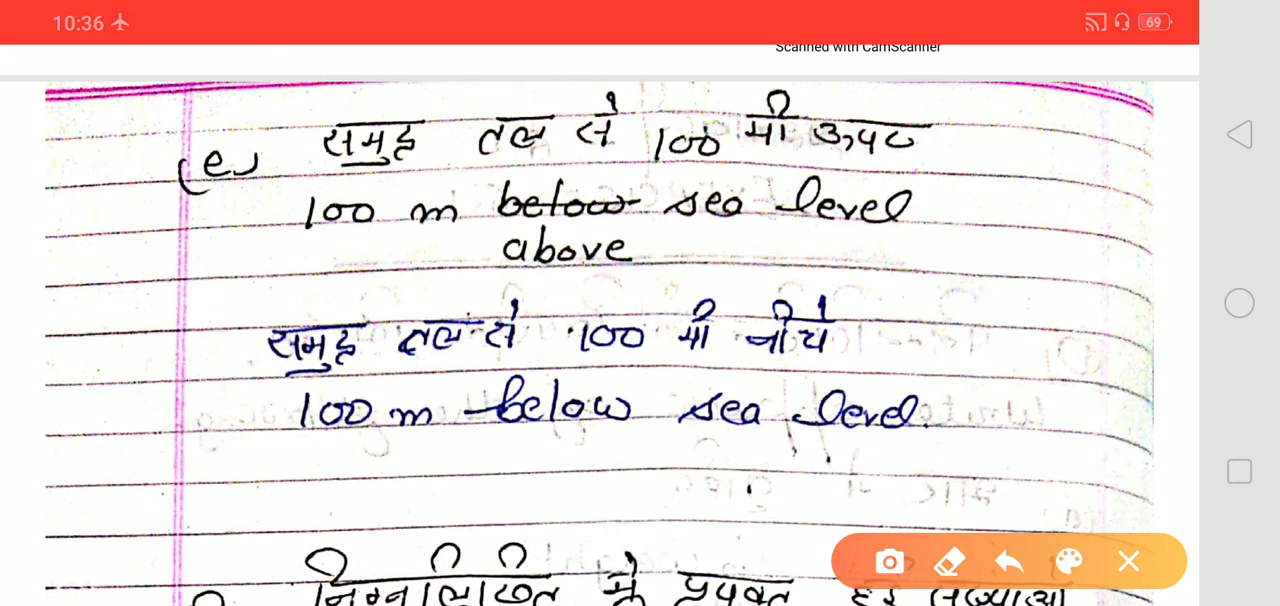 10:36
69
Scanned with CamScanner
(e) समुद्र तल से 100 मी ऊपर
100 m below sea level
above
समुद्र तल से 100 मी नीचे
100 m below sea level.
निम्नलिखित में प्रयुक्त हुई संख्याओं